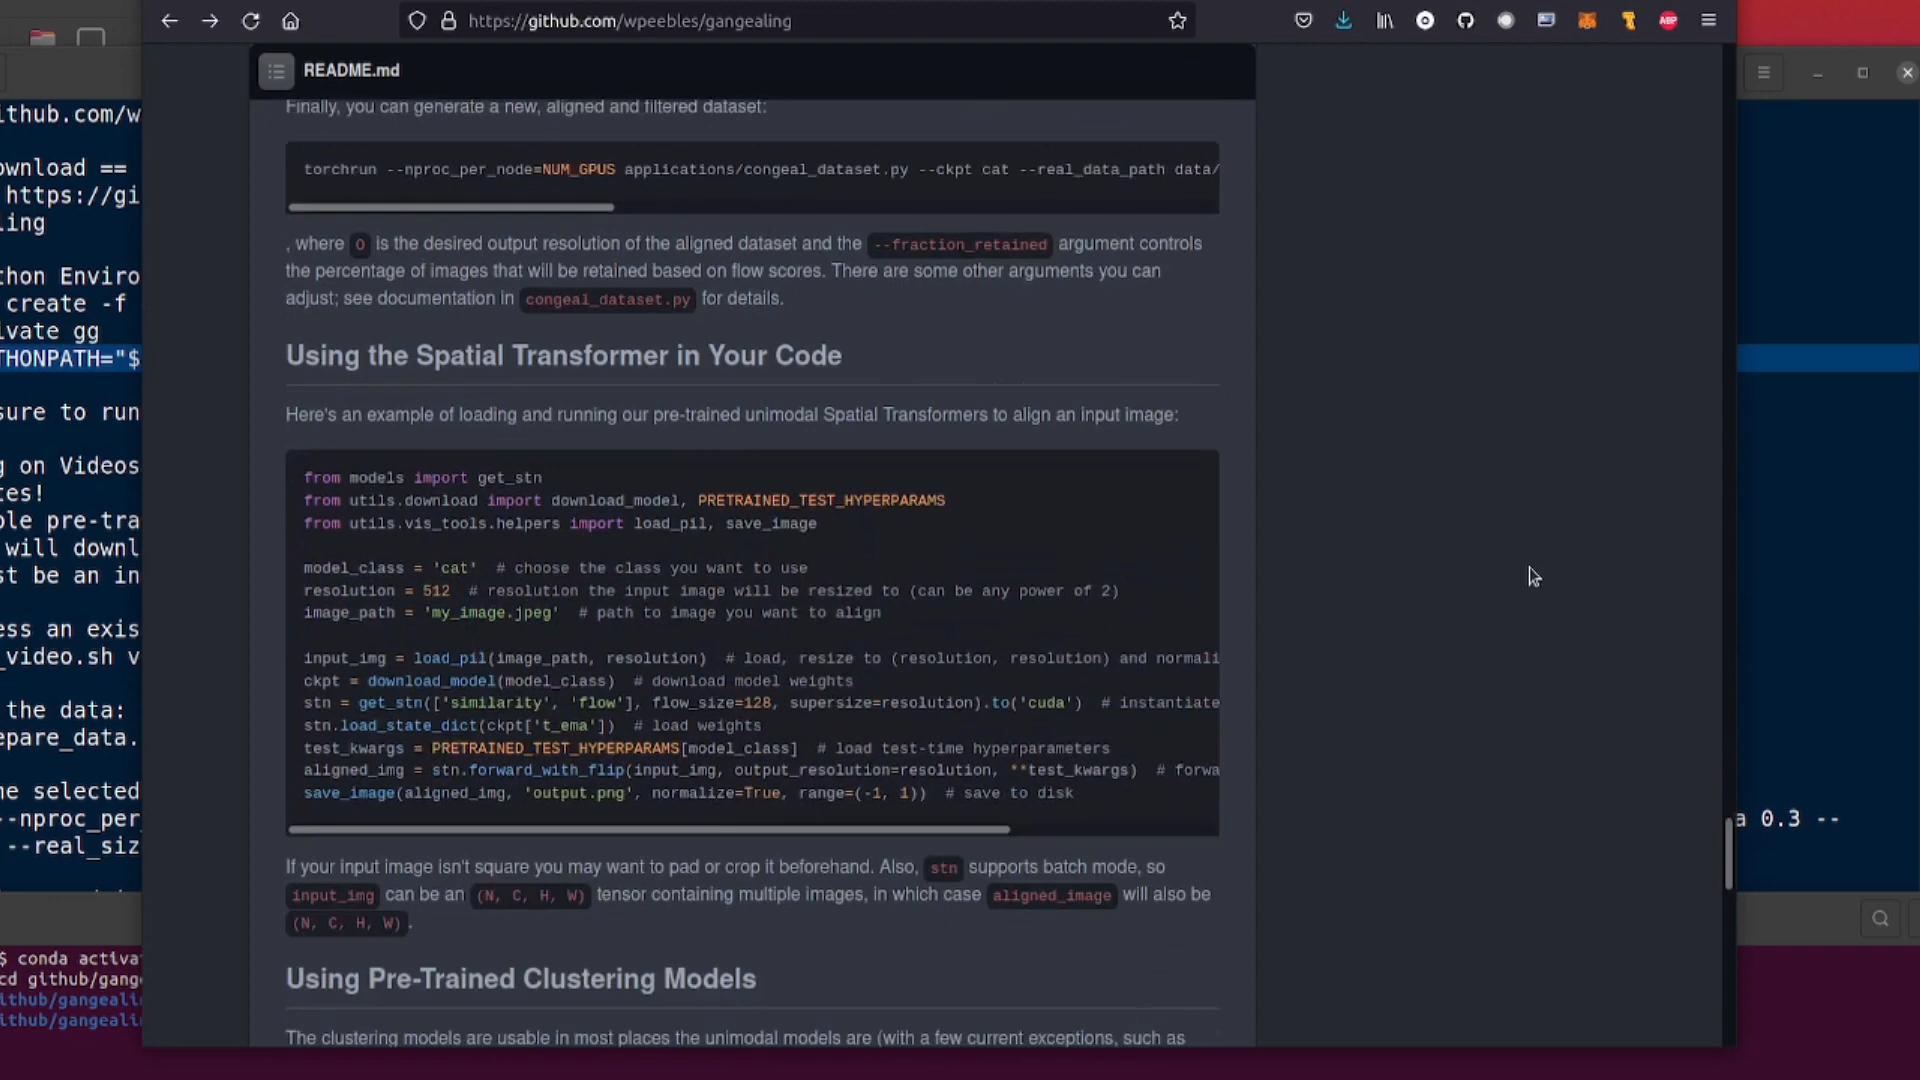 https://github.com/wpeebles/gangealing
ABP
README.md
Finally, you can generate a new, aligned and filtered dataset:
torchrun --nproc_per_node=NUM_GPUS applications/congeal_dataset.py --ckpt cat --real_data_path data/
, where O is the desired output resolution of the aligned dataset and the --fraction_retained argument controls
the percentage of images that will be retained based on flow scores. There are some other arguments you can
adjust; see documentation in congeal_dataset.py for details.
Using the Spatial Transformer in Your Code
Here's an example of loading and running our pre-trained unimodal Spatial Transformers to align an input image:
from models import get_stn
from utils.download import download_model, PRETRAINED_TEST_HYPERPARAMS
from utils.vis_tools.helpers import load_pil, save_image
model_class = 'cat' # choose the class you want to use
resolution = 512 # resolution the input image will be resized to (can be any power of 2)
image_path = 'my_image.jpeg' # path to image you want to align
input_img = load_pil(image_path, resolution) # load, resize to (resolution, resolution) and normali
ckpt = download_model(model_class) # download model weights
stn = get_stn(['similarity', 'flow'], flow_size=128, supersize=resolution).to('cuda') # instantiate
stn.load_state_dict(ckpt['t_ema']) # load weights
test_kwargs = PRETRAINED_TEST_HYPERPARAMS[model_class] # load test-time hyperparameters
aligned_img = stn.forward_with_flip(input_img, output_resolution=resolution, **test_kwargs) # forwa
save_image(aligned_img, 'output.png', normalize=True, range=(-1, 1)) # save to disk
If your input image isn't square you may want to pad or crop it beforehand. Also, stn supports batch mode, so
input_img can be an (N, C, H, W) tensor containing multiple images, in which case aligned_image will also be
(N, C, H, W) .
Using Pre-Trained Clustering Models
The clustering models are usable in most places the unimodal models are (with a few current exceptions, such as
ithub.com/w
ownload ==
https://gi
ling
thon Enviro
create -f
ivate gg
THONPATH="$
sure to run
g on Videos
tes!
ple pre-tra
will downl
st be an in
ess an exis
_video.sh v
the data:
epare_data.
ne selected
--nproc_per_
--real_siz
a 0.3 --
$ conda activa
cd github/gange
ithub/gangeali
ithub/gangeali